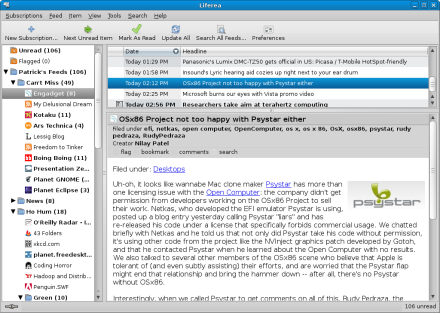 Liferea
Subscriptions Feed Item View Tools Search Help
New Subscription... Next Unread Item Mark As Read Update All Search All Feeds... Preferences
Unread (106)
Flagged (0)
Patrick's Feeds (106)
Can't Miss (43)
Engadget (8)
My Delusional Dream
Kotaku (11)
Ars Technica (4)
Lessig Blog
Freedom to Tinker
Boing Boing (11)
Presentation Ze
Planet GNOME (
Planet Eclipse (3)
News (8)
Ho Hum (18)
O'Reilly Radar - I
43 Folders
xkcd.com
planet.freedeskt
Coding Horror
Hadoop and Distrib
Penguin.SWF
Green (10)
Date Headline
Today 01:29 PM Panasonic's Lumix DMC-TZ50 gets official in US: Picasa / T-Mobile HotSpot-friendly
Today 01:58 PM Insound's Lyric hearing aid cozies up right next to your ear drum
Today 02:12 PM OSx86 Project not too happy with Psystar either
Today 02:25 PM Microsoft burns our eyes with Vista promo video
Today 02:56 PM Researchers take aim at terahertz computing
OSx86 Project not too happy with Psystar either
Filed under efi, netkas, open computer, OpenComputer, os x, os x 86, OsX, osx86, psystar, rudy
pedraza, RudyPedraza
Creator Nilay Patel
flag bookmark comments search
Filed under: Desktops
Uh-oh, it looks like wannabe Mac clone maker Psystar has more than
one licensing issue with the Open Computer: the company didn't get
permission from developers working on the OSx86 Project to sell
their work. Netkas, who developed the EFI emulator Psystar is using,
posted up a blog entry yesterday calling Psystar "liars" and has
re-released his code under a license that specifically forbids commercial usage. We chatted
briefly with Netkas and he told us that not only did Psystar take his code without permission,
it's using other code from the project like the NVinject graphics patch developed by Gotoh,
and that he contacted Psystar when he learned about the Open Computer with no results.
We also talked to several other members of the OSx86 scene who believe that Apple is
tolerant of (and even subtly assisting) their efforts, and are worried that the Psystar flap
might end that relationship and bring the hammer down -- after all, there's no Psystar
without OSx86.
psystar
Interestingly, when we called Psystar to get comments on all of this, Rudy Pedraza, the
106 unread